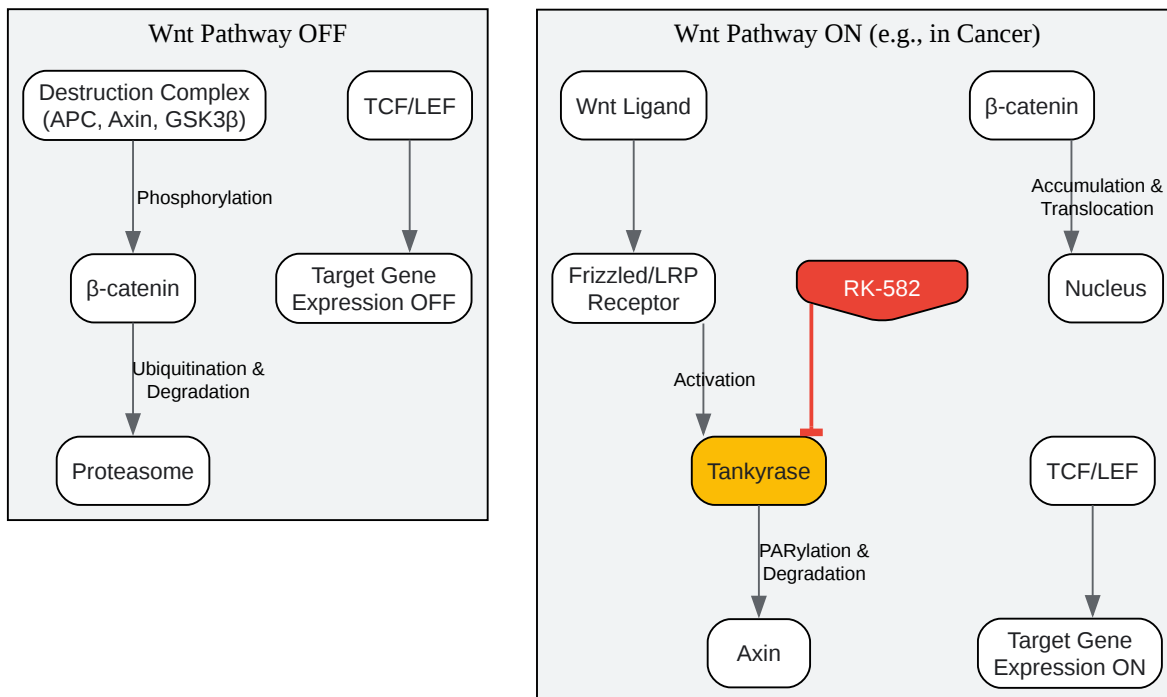 Wnt Pathway OFF
Destruction Complex
(APC, Axin, GSK3β)
TCF/LEF
Phosphorylation
β-catenin
Target Gene
Expression OFF
Ubiquitination &
Degradation
Proteasome
Wnt Pathway ON (e.g., in Cancer)
Wnt Ligand
β-catenin
Accumulation &
Translocation
Frizzled/LRP
Receptor
RK-582
Nucleus
Activation
Tankyrase
TCF/LEF
PARylation &
Degradation
Axin
Target Gene
Expression ON